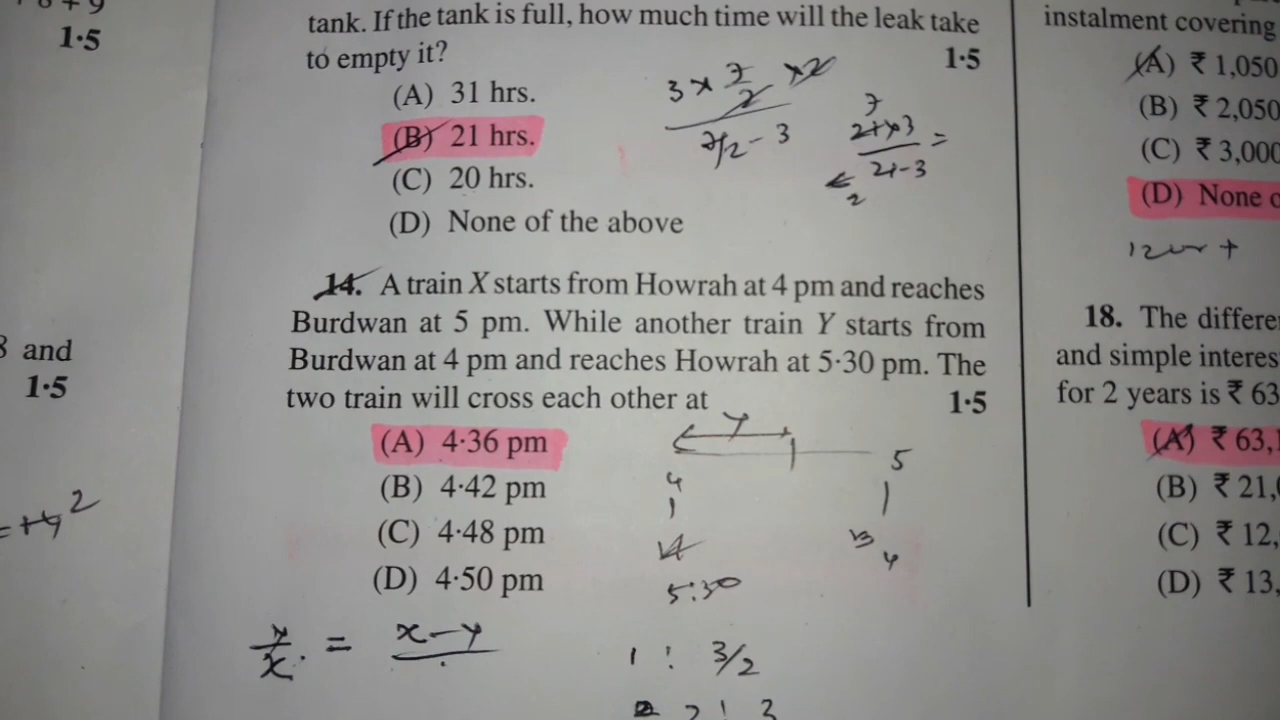 1·5
3 and
1·5
tank. If the tank is full, how much time will the leak take
to empty it?
1·5
(A) 31 hrs.
(B) 21 hrs.
(C) 20 hrs.
(D) None of the above
14. A train X starts from Howrah at 4 pm and reaches
Burdwan at 5 pm. While another train Y starts from
Burdwan at 4 pm and reaches Howrah at 5·30 pm. The
two train will cross each other at
1·5
(A) 4·36 pm
(B) 4·42 pm
(C) 4·48 pm
(D) 4·50 pm
y
4
5
5:30
y/x = x-y
1 : 3/2
2 : 3
instalment covering
(A) ₹ 1,050
(B) ₹ 2,050
(C) ₹ 3,000
(D) None
18. The
and simple
for 2 years is ₹ 63
(A) ₹ 63,
(B) ₹ 21,
(C) ₹ 12,
(D) ₹ 13,